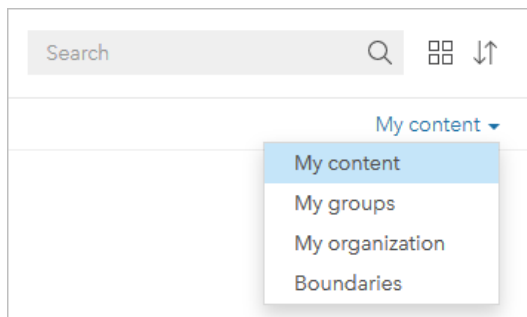 Search
My content
My content
My groups
My organization
Boundaries